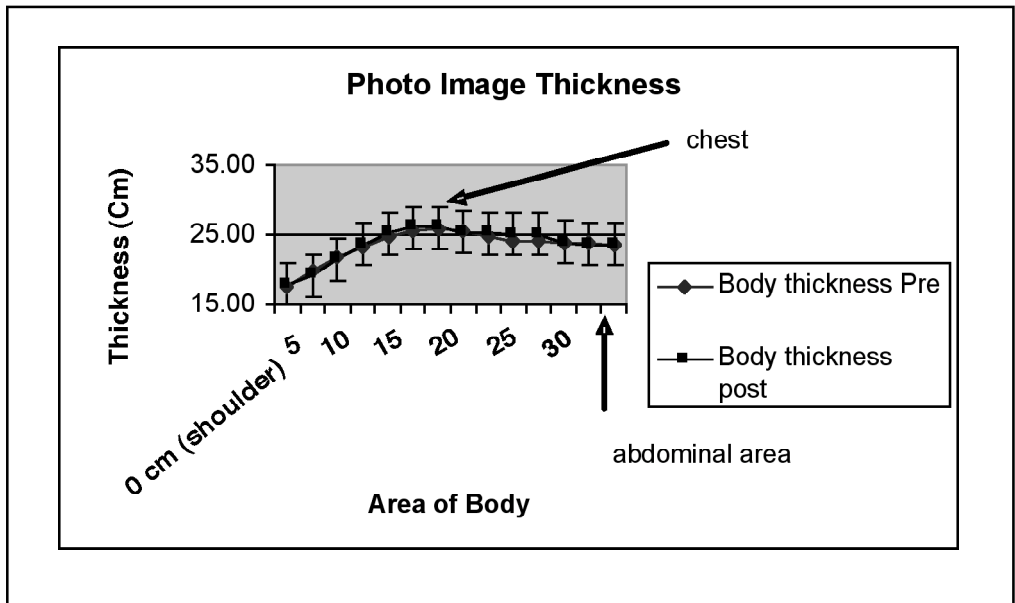 Photo Image Thickness
chest
35.00
25.00
15.00
Thickness (Cm)
0 cm (shoulder)
5
10
15
20
25
30
Body thickness Pre
Body thickness
post
abdominal area
Area of Body